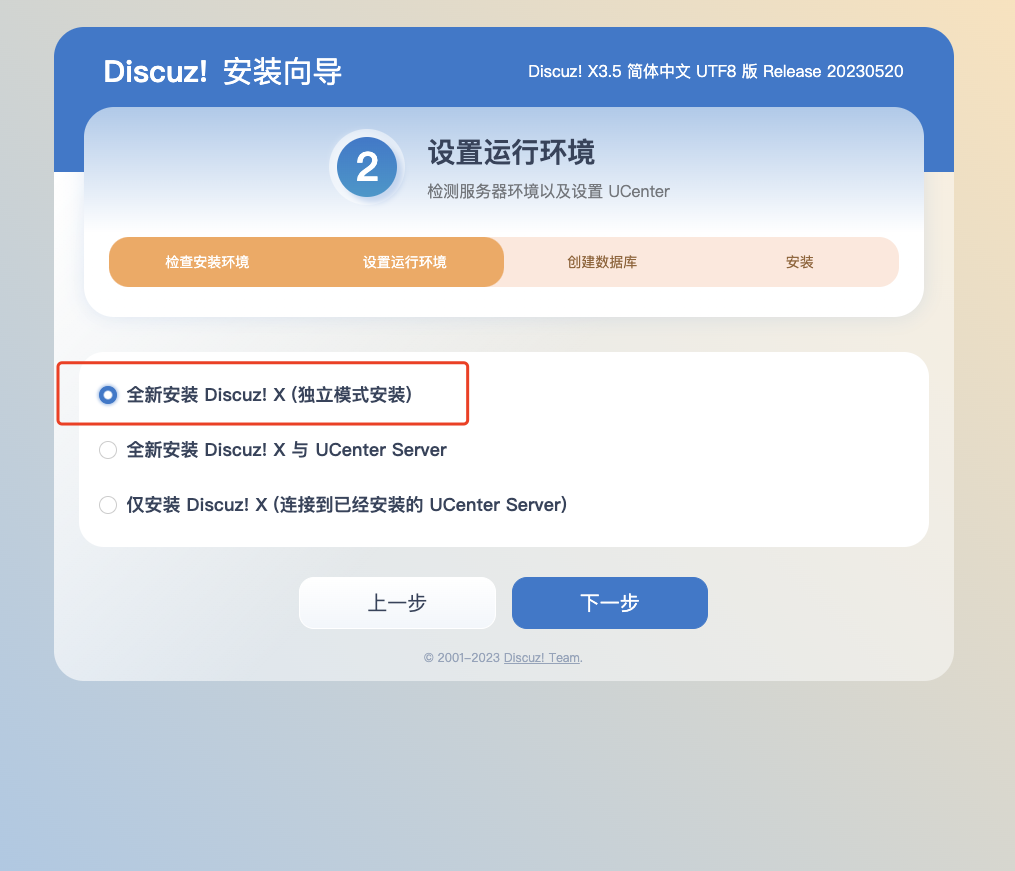 Discuz! 安装向导
Discuz! X3.5 简体中文 UTF8 版 Release 20230520
2
设置运行环境
检测服务器环境以及设置 UCenter
检查安装环境
设置运行环境
创建数据库
安装
全新安装 Discuz! X (独立模式安装)
全新安装 Discuz! X 与 UCenter Server
仅安装 Discuz! X (连接到已经安装的 UCenter Server)
上一步
下一步
© 2001–2023 Discuz! Team.